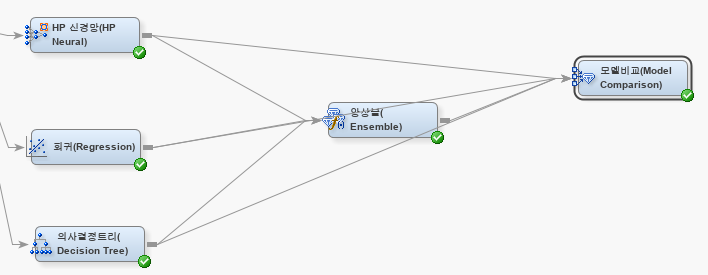 HP 신경망(HP
Neural)
모델비교(Model
Comparison)
앙상블(
Ensemble)
회귀(Regression)
의사결정트리(
Decision Tree)